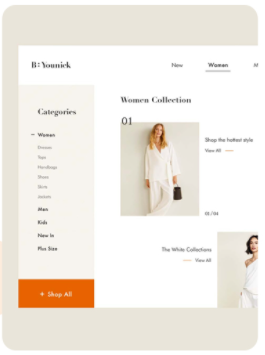 B: Younick
New
Women
Categories
Women
Dresses
Tops
Handbags
Shoes
Skirts
Jackets
Men
Kids
New In
Plus Size
+ Shop All
Women Collection
01
Shop the hottest style
View All
01 / 04
The White Collections
View All